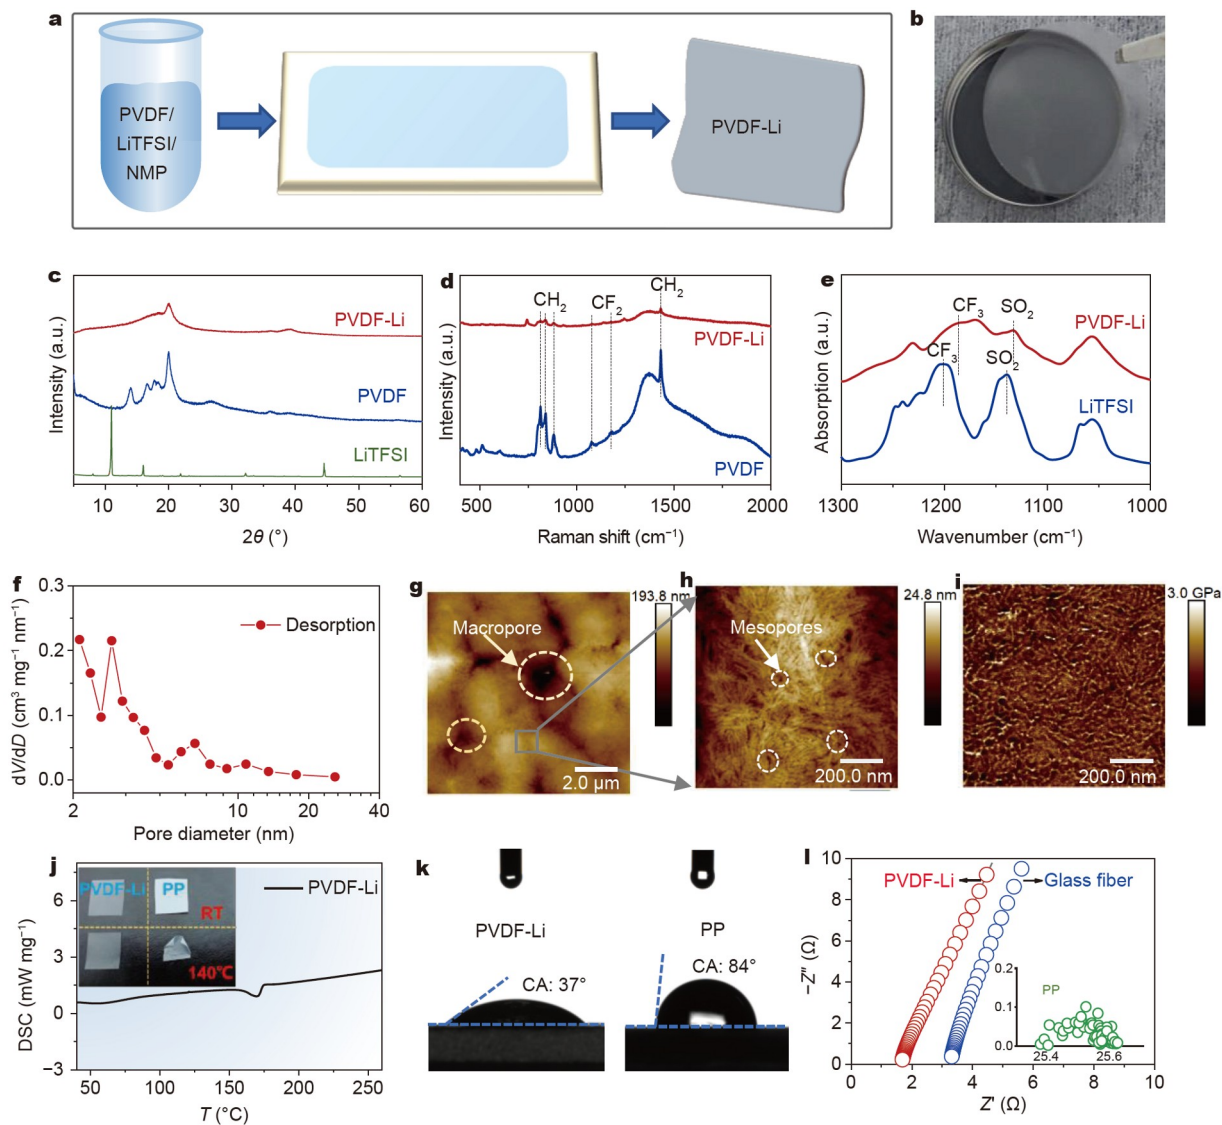 a
PVDF/
LiTFSI/
NMP
PVDF-Li
b
c
Intensity (a.u.)
PVDF-Li
PVDF
LiTFSI
10 20 30 40 50 60
2θ (°)
d
Intensity (a.u.)
CH2
CF2
CH2
PVDF-Li
PVDF
500 1000 1500 2000
Raman shift (cm−1)
e
Absorption (a.u.)
CF3
SO2
PVDF-Li
CF3
SO2
LiTFSI
1300 1200 1100 1000
Wavenumber (cm−1)
f
dV/dD (cm3 mg−1 nm−1)
0.3
0.2
0.1
0.0
Desorption
2 10 20 40
Pore diameter (nm)
g
193.8 nm
Macropore
2.0 μm
h
24.8 nm
Mesopores
200.0 nm
i
3.0 GPa
200.0 nm
j
DSC (mW mg−1)
6
3
0
−3
PVDF-Li
PP
RT
140℃
PVDF-Li
50 100 150 200 250
T (°C)
k
PVDF-Li
CA: 37°
PP
CA: 84°
l
−Z″ (Ω)
10
8
6
4
2
0
PVDF-Li
Glass fiber
PP
0.2
0.1
0.0
25.4 25.6
0 2 4 6 8 10
Z′ (Ω)